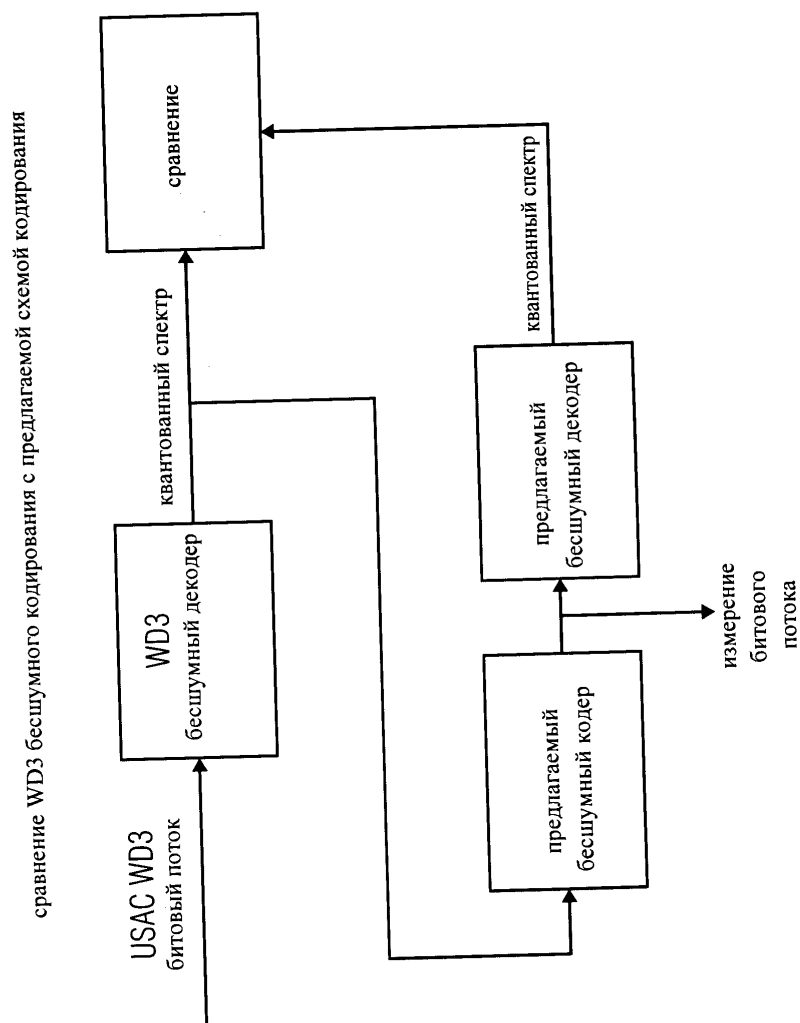 сравнение WD3 бесшумного кодирования с предлагаемой схемой кодирования
USAC WD3
битовый поток
WD3
бесшумный декодер
квантованный спектр
сравнение
предлагаемый
бесшумный кодер
измерение
битового
потока
предлагаемый
бесшумный декодер
квантованный спектр